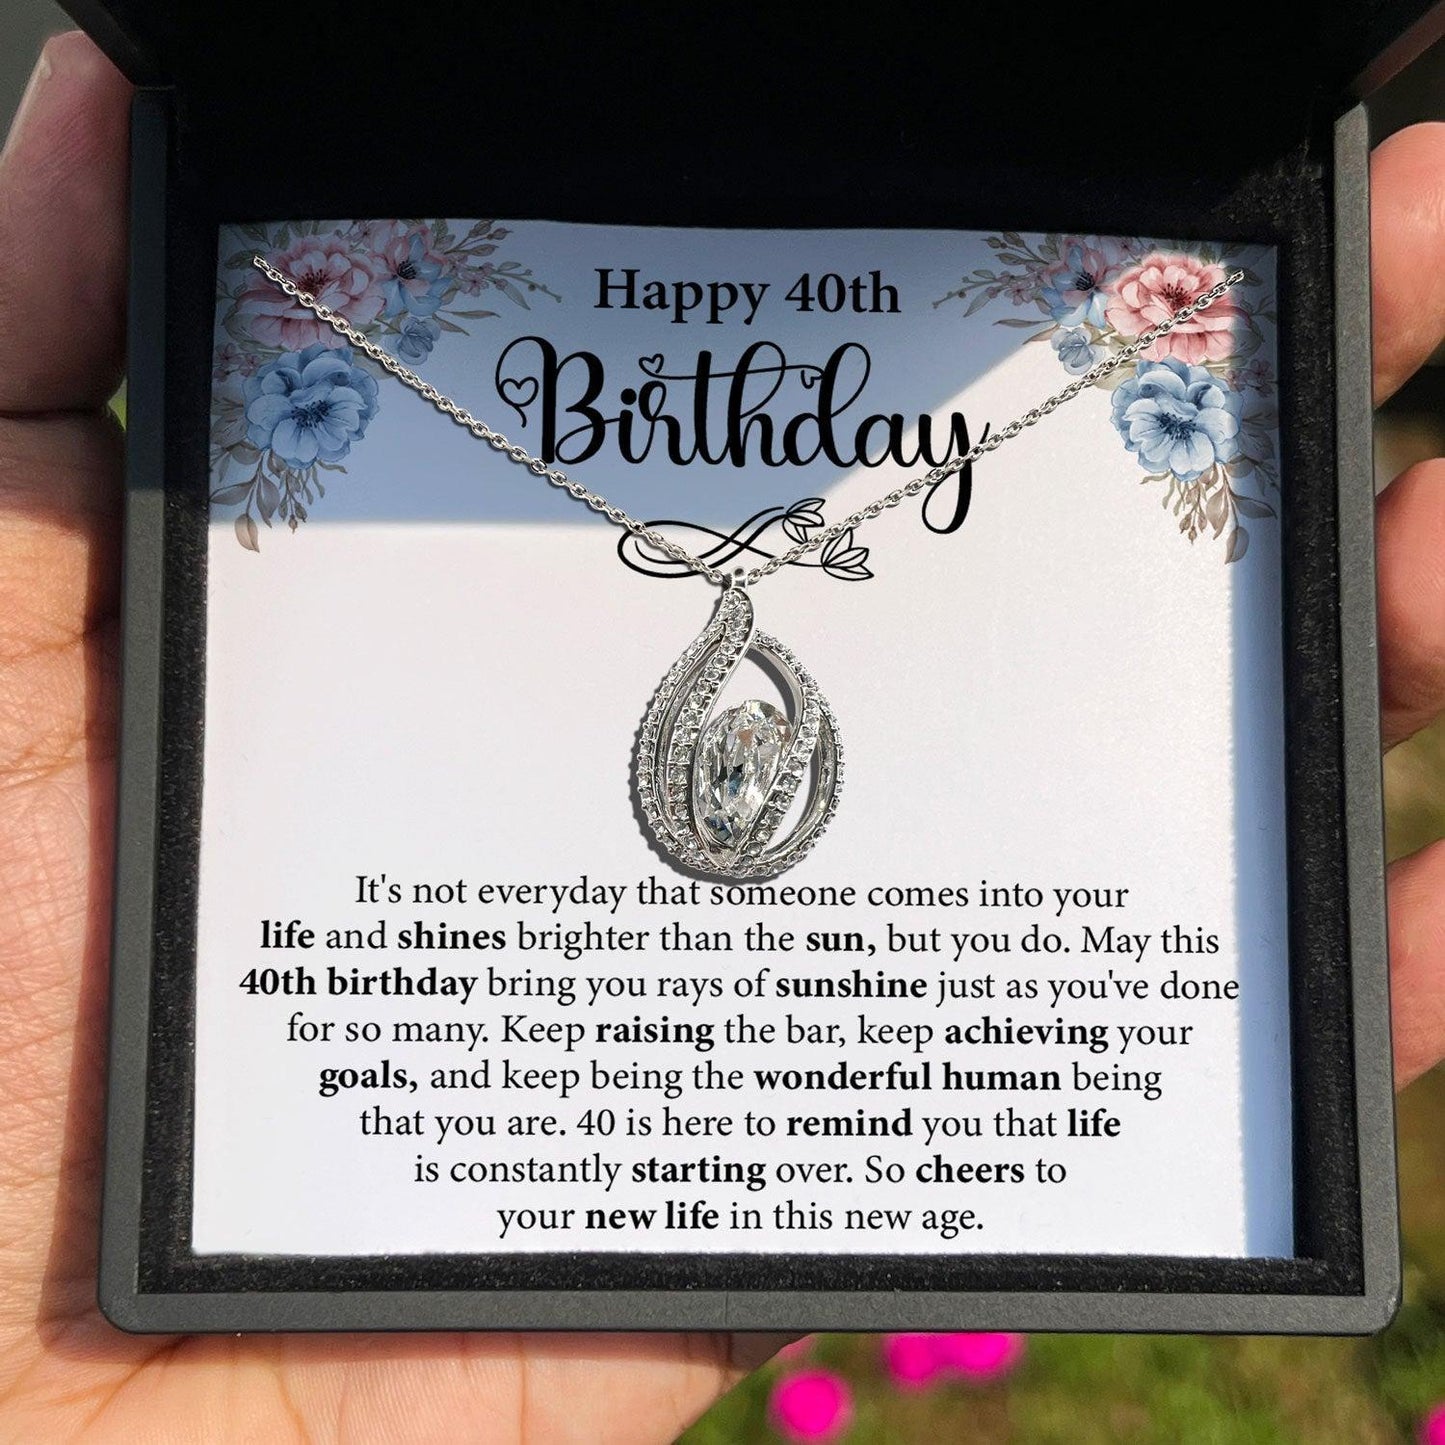 Happy 40th
Birthday
It's not everyday that someone comes into your
life and shines brighter than the sun, but you do. May this
40th birthday bring you rays of sunshine just as you've done
for so many. Keep raising the bar, keep achieving your
goals, and keep being the wonderful human being
that you are. 40 is here to remind you that life
is constantly starting over. So cheers to
your new life in this new age.